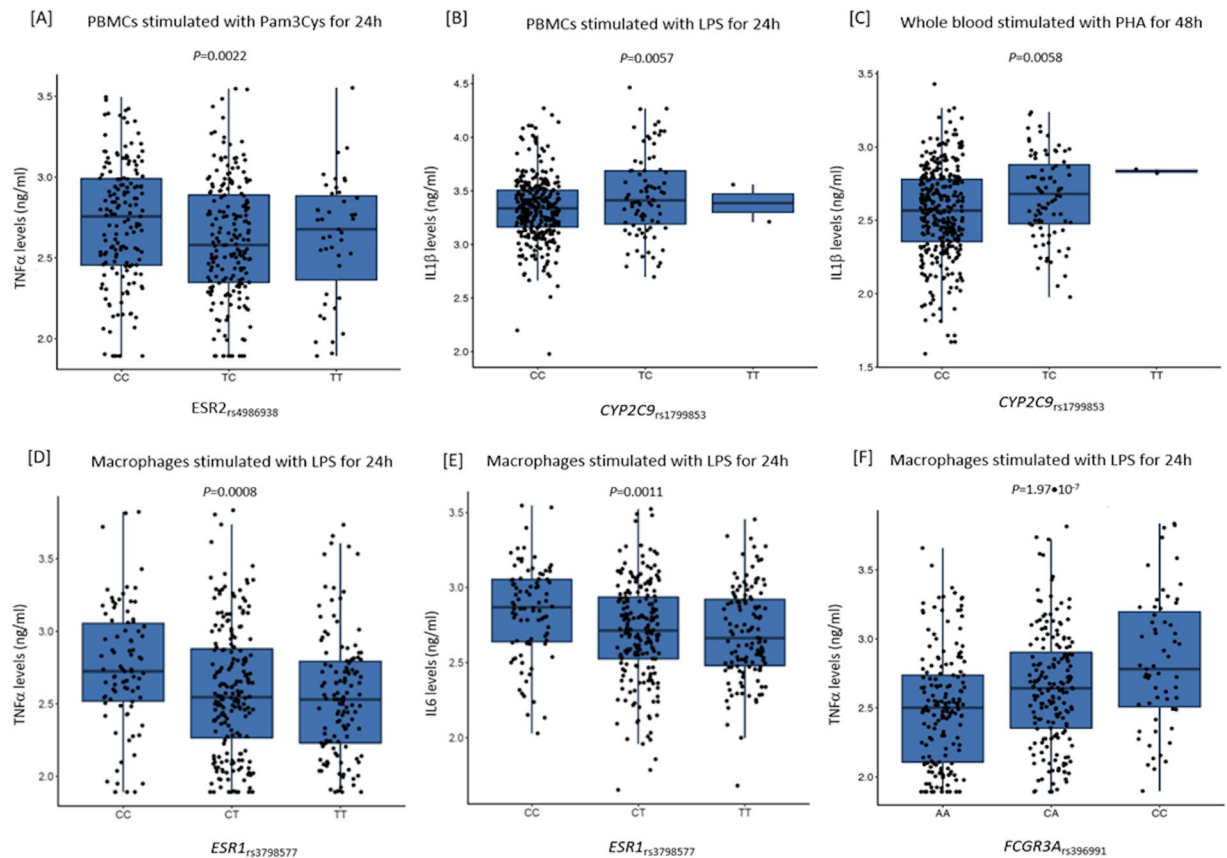 [A] PBMCs stimulated with Pam3Cys for 24h
P=0.0022
TNFα levels (ng/ml)
3.5
3.0
2.5
2.0
CC TC TT
ESR2rs4986938
[B] PBMCs stimulated with LPS for 24h
P=0.0057
IL1β levels (ng/ml)
4.5
4.0
3.5
3.0
2.5
2.0
CC TC TT
CYP2C9rs1799853
[C] Whole blood stimulated with PHA for 48h
P=0.0058
IL1β levels (ng/ml)
3.5
3.0
2.5
2.0
1.5
CC TC TT
CYP2C9rs1799853
[D] Macrophages stimulated with LPS for 24h
P=0.0008
TNFα levels (ng/ml)
3.5
3.0
2.5
2.0
CC CT TT
ESR1rs3798577
[E] Macrophages stimulated with LPS for 24h
P=0.0011
IL6 levels (ng/ml)
3.5
3.0
2.5
2.0
CC CT TT
ESR1rs3798577
[F] Macrophages stimulated with LPS for 24h
P=1.97•10-7
TNFα levels (ng/ml)
3.5
3.0
2.5
2.0
AA CA CC
FCGR3Ars396991